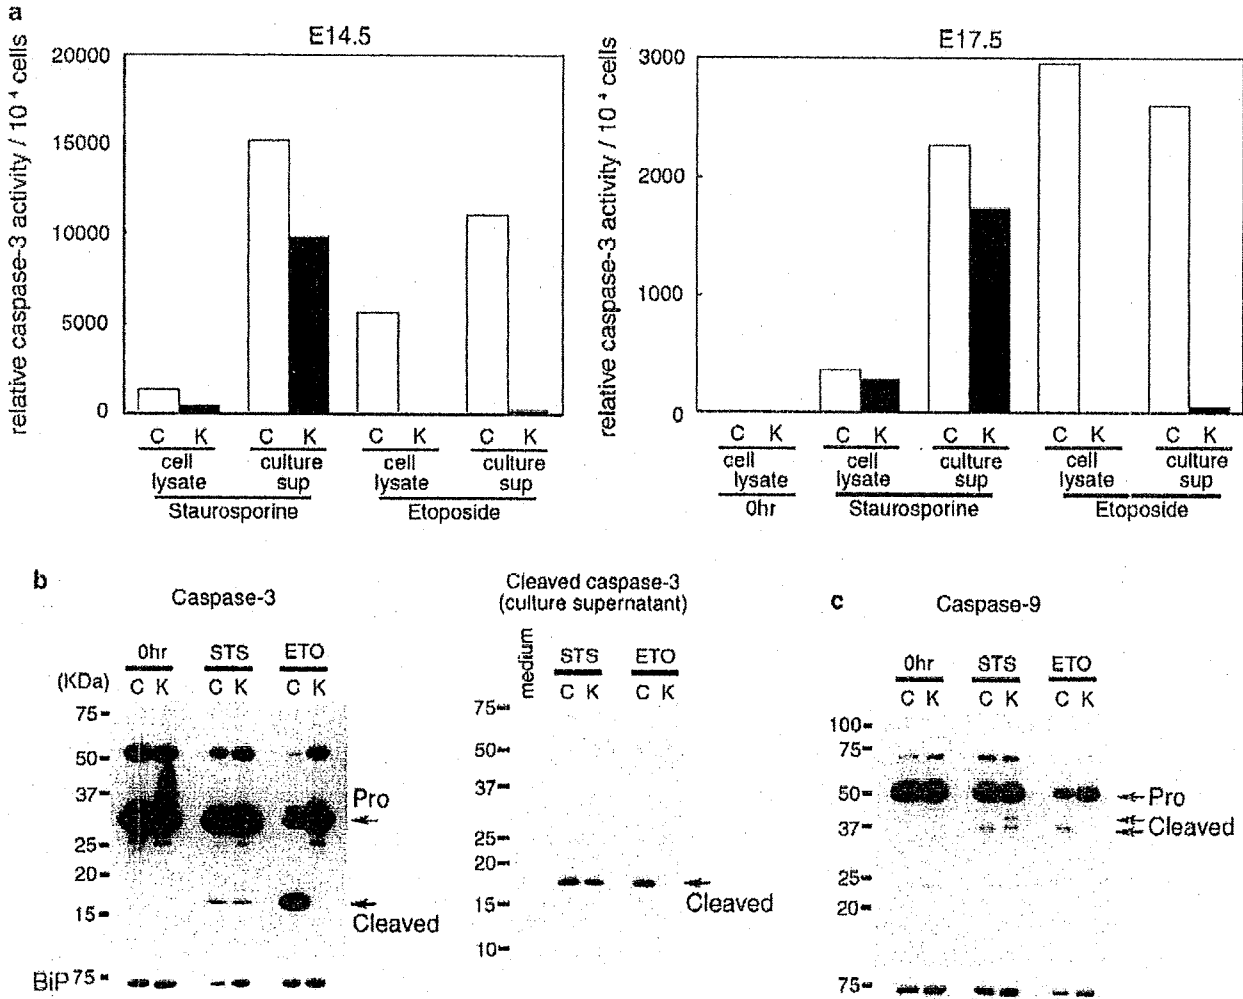 a
E14.5
relative caspase-3 activity / 10⁴ cells
20000
15000
10000
5000
0
C K C K C K C K
cell lysate culture sup cell lysate culture sup
Staurosporine Etoposide
E17.5
relative caspase-3 activity / 10⁴ cells
3000
2000
1000
0
C K C K C K C K C K
cell lysate cell lysate culture sup cell lysate culture sup
0hr Staurosporine Etoposide
b
Caspase-3
0hr STS ETO
(KDa) C K C K C K
75
50
37
Pro
25
20
15
Cleaved
BiP 75
Cleaved caspase-3
(culture supernatant)
medium
STS ETO
C K C K
75
50
37
25
20
15
Cleaved
10
c
Caspase-9
0hr STS ETO
C K C K C K
100
75
50
Pro
37
Cleaved
25
20
75